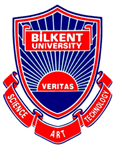 BILKENT
UNIVERSITY
VERITAS
SCIENCE
ART
TECHNOLOGY